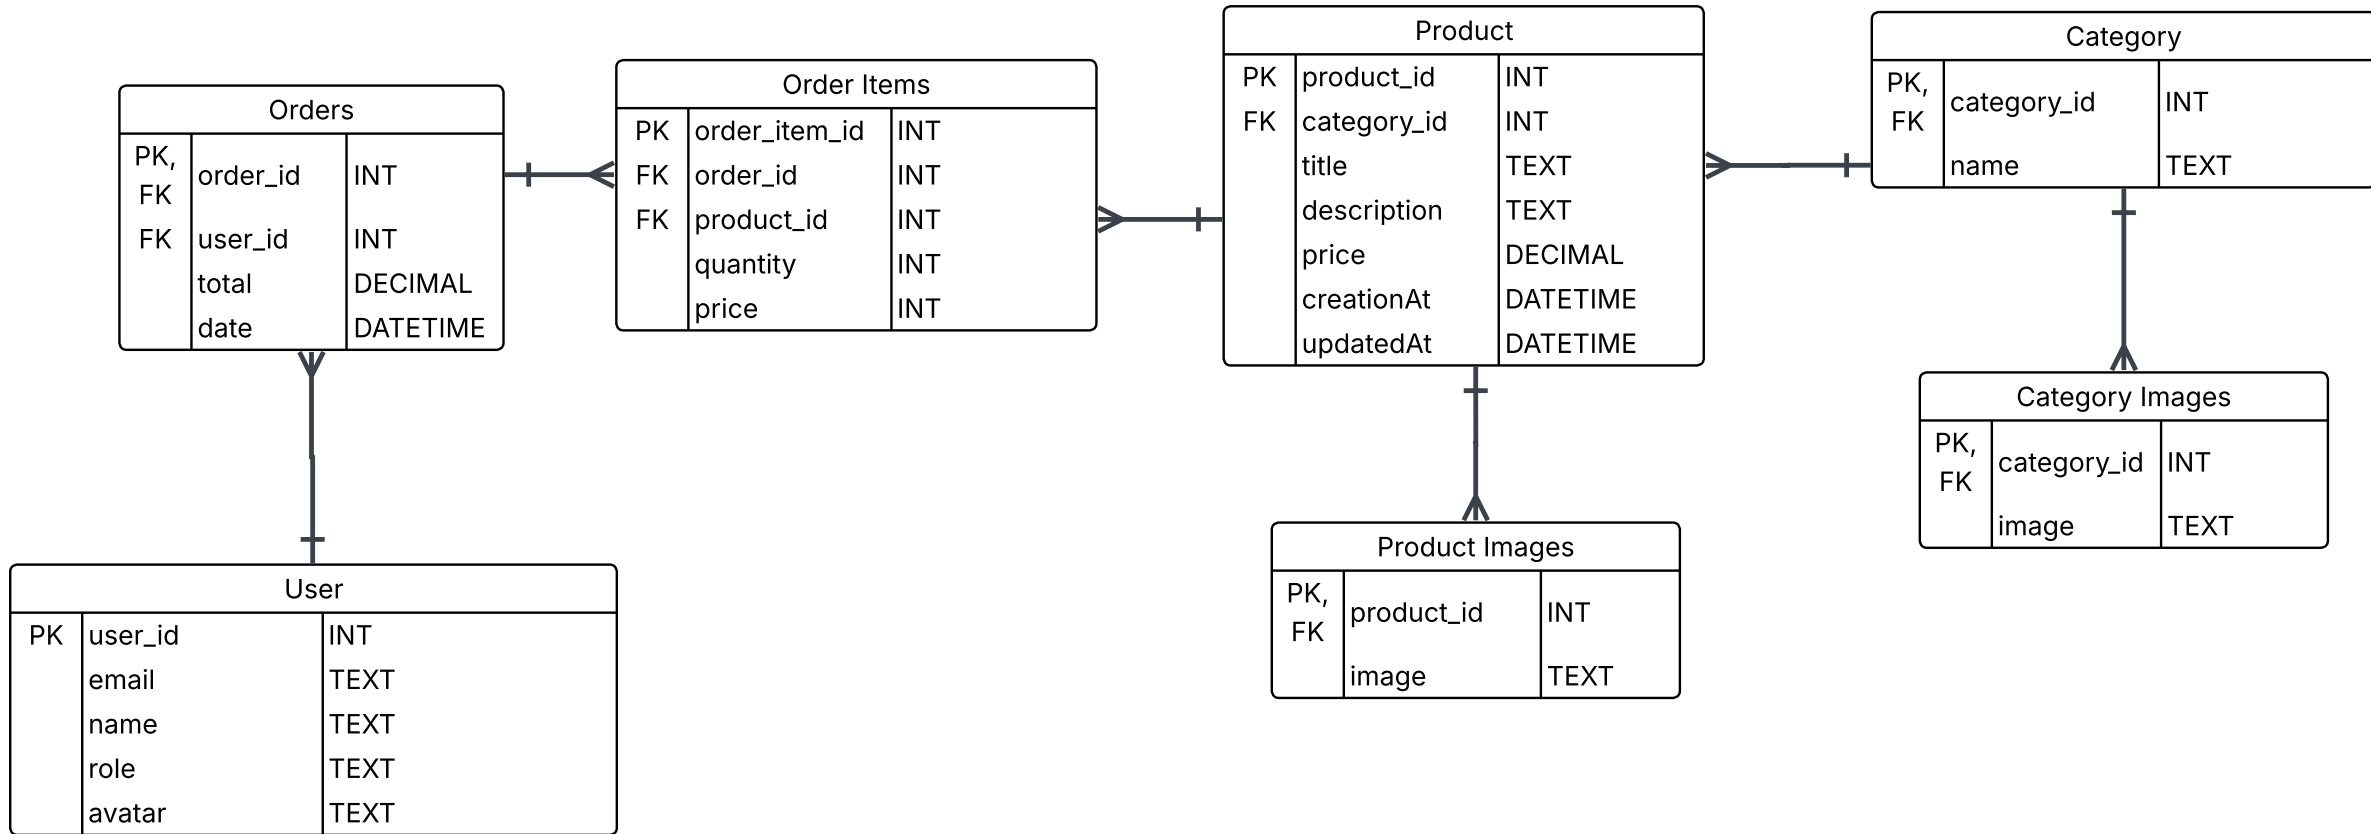 Orders
PK, FK order_id INT
FK user_id INT
total DECIMAL
date DATETIME
Order Items
PK order_item_id INT
FK order_id INT
FK product_id INT
quantity INT
price INT
Product
PK product_id INT
FK category_id INT
title TEXT
description TEXT
price DECIMAL
creationAt DATETIME
updatedAt DATETIME
Category
PK, FK category_id INT
name TEXT
Category Images
PK, FK category_id INT
image TEXT
Product Images
PK, FK product_id INT
image TEXT
User
PK user_id INT
email TEXT
name TEXT
role TEXT
avatar TEXT